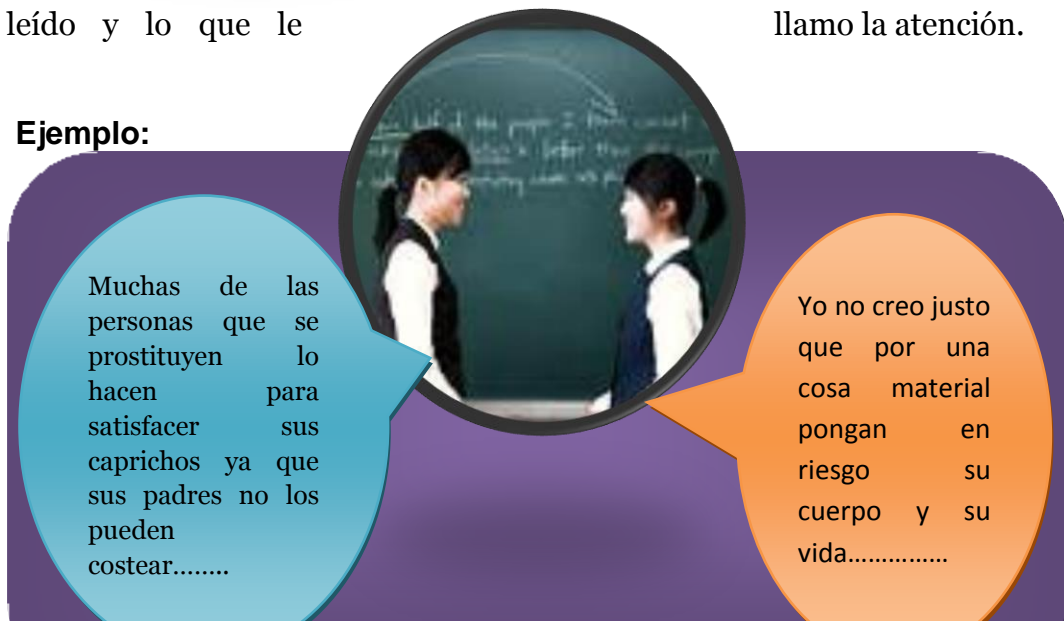 leído y lo que le llamo la atención.
Ejemplo:
Muchas de las
personas que se
prostituyen lo
hacen para
satisfacer sus
caprichos ya que
sus padres no los
pueden
costear........
Yo no creo justo
que por una
cosa material
pongan en
riesgo su
cuerpo y su
vida...............